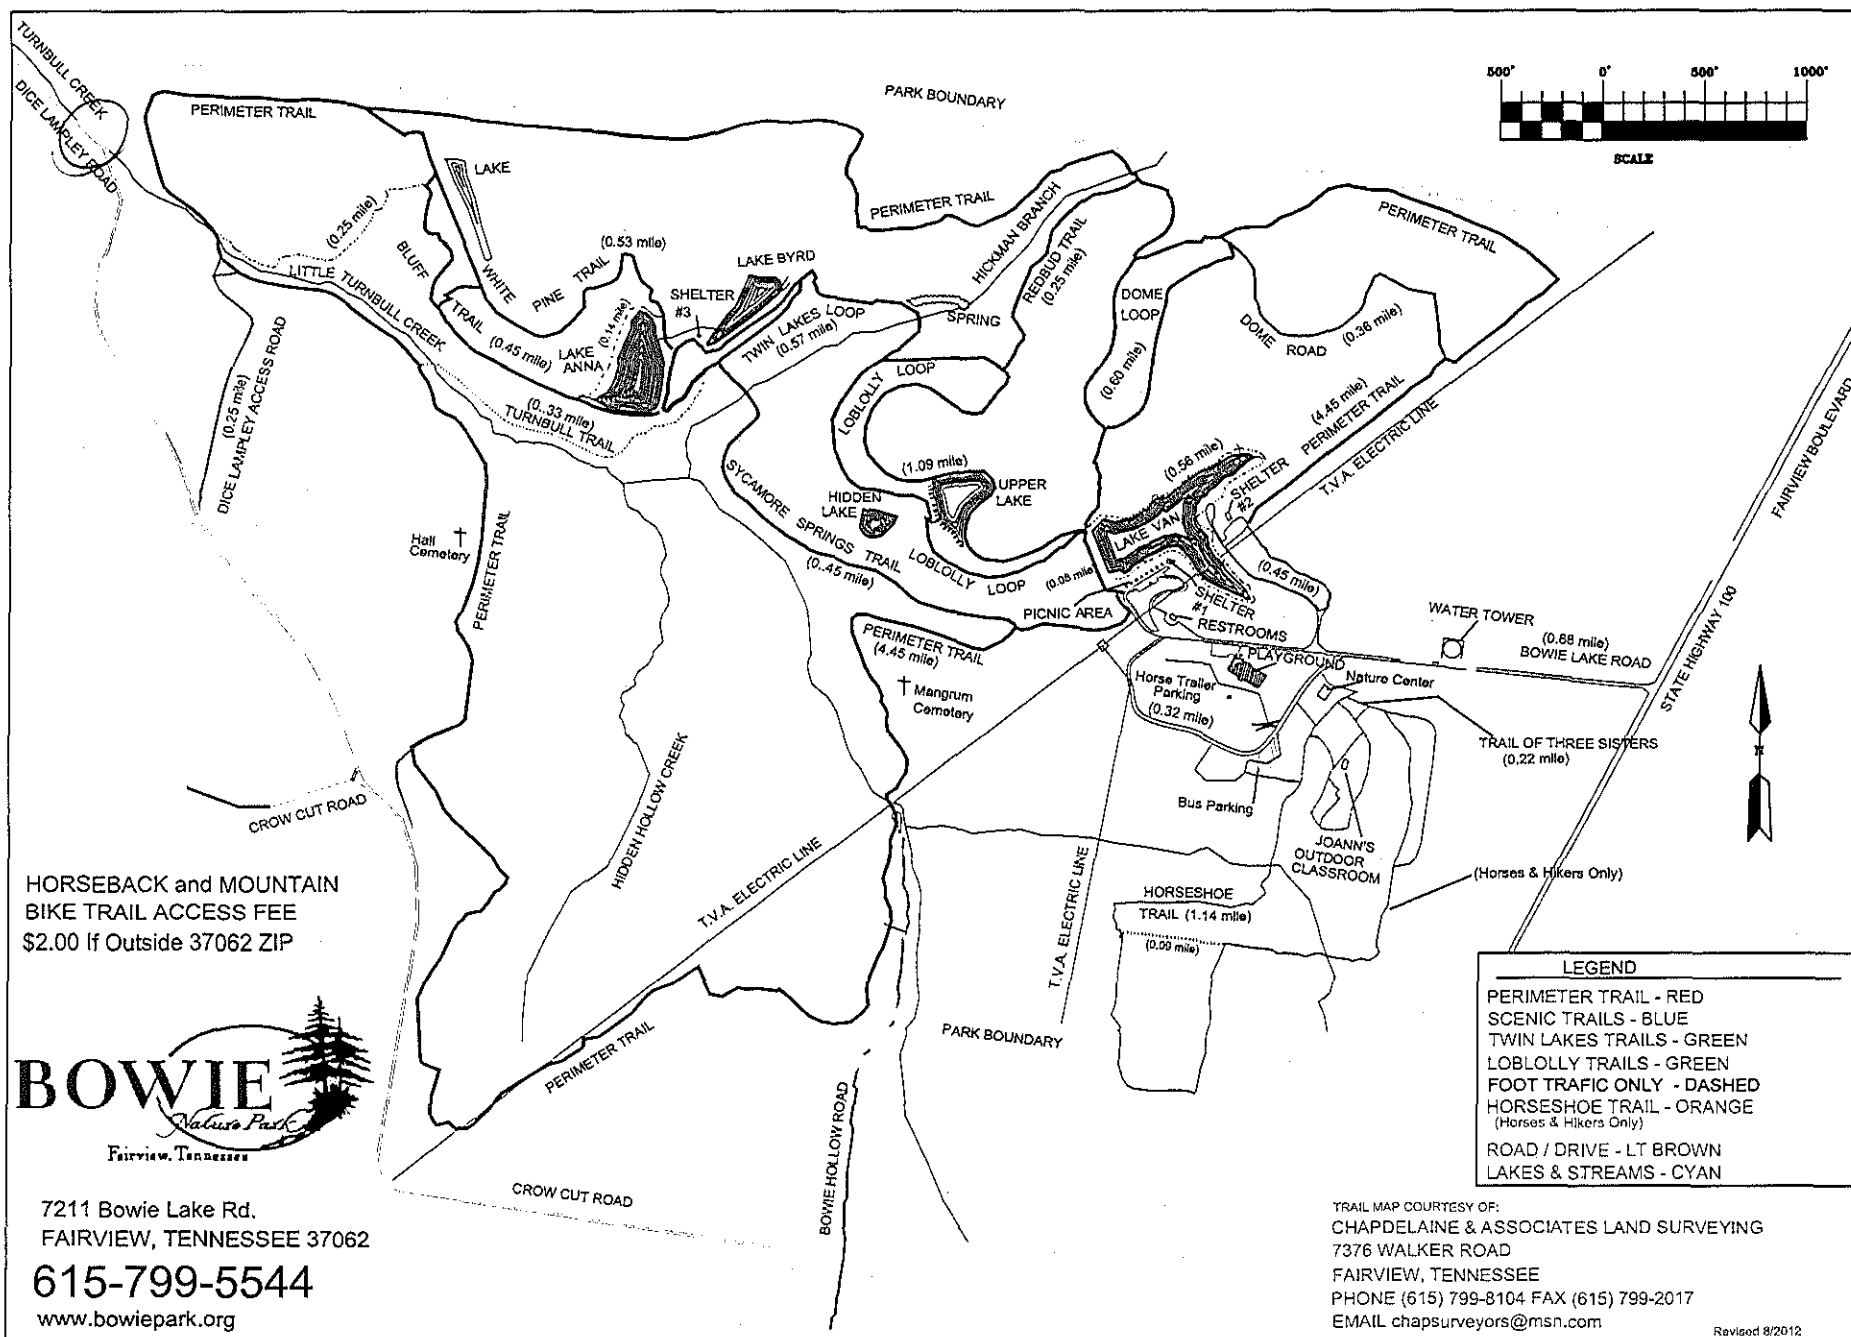 TURNBULL CREEK
DICE LAMPLEY ROAD
PERIMETER TRAIL
PARK BOUNDARY
500' 0' 500' 1000'
SCALE
LAKE
(0.25 mile)
BLUFF
TRAIL
(0.45 mile)
WHITE
PINE TRAIL
(0.53 mile)
SHELTER
#3
LAKE BYRD
LAKE
ANNA
(0.14 mile)
TWIN LAKES LOOP
(0.57 mile)
PERIMETER TRAIL
HICKMAN BRANCH
REDBUD TRAIL
(0.25 mile)
SPRING
DOME
LOOP
(0.60 mile)
DOME ROAD
(0.36 mile)
PERIMETER TRAIL
(4.45 mile)
PERIMETER TRAIL
T.V.A. ELECTRIC LINE
FAIRVIEW BOULEVARD
STATE HIGHWAY 100
LITTLE TURNBULL CREEK
(0..33 mile)
TURNBULL TRAIL
(0.25 mile)
DICE LAMPLEY ACCESS ROAD
Hall
Cemetery
PERIMETER TRAIL
SYCAMORE SPRINGS TRAIL
(0..45 mile)
LOBLOLLY
LOOP
(1.09 mile)
HIDDEN
LAKE
UPPER
LAKE
LOBLOLLY
LOOP
(0.08 mile
PICNIC AREA
LAKE VAN
(0.56 mile)
SHELTER
#2
(0.45 mile)
SHELTER
#1
RESTROOMS
PLAYGROUND
WATER TOWER
(0.88 mile)
BOWIE LAKE ROAD
Nature Center
Horse Trailer
Parking
(0.32 mile)
Bus Parking
TRAIL OF THREE SISTERS
(0.22 mile)
JOANN'S
OUTDOOR
CLASSROOM
(Horses & Hikers Only)
HORSESHOE
TRAIL (1.14 mile)
(0.09 mile)
T.V.A. ELECTRIC LINE
PERIMETER TRAIL
(4.45 mile)
Mangrum
Cemetery
HIDDEN HOLLOW CREEK
T.V.A. ELECTRIC LINE
PERIMETER TRAIL
PARK BOUNDARY
BOWIE HOLLOW ROAD
CROW CUT ROAD
CROW CUT ROAD
HORSEBACK and MOUNTAIN
BIKE TRAIL ACCESS FEE
$2.00 If Outside 37062 ZIP
BOWIE
Nature Park
Fairview, Tennessee
7211 Bowie Lake Rd.
FAIRVIEW, TENNESSEE 37062
615-799-5544
www.bowiepark.org
N
LEGEND
PERIMETER TRAIL - RED
SCENIC TRAILS - BLUE
TWIN LAKES TRAILS - GREEN
LOBLOLLY TRAILS - GREEN
FOOT TRAFIC ONLY - DASHED
HORSESHOE TRAIL - ORANGE
(Horses & Hikers Only)
ROAD / DRIVE - LT BROWN
LAKES & STREAMS - CYAN
TRAIL MAP COURTESY OF:
CHAPDELAINE & ASSOCIATES LAND SURVEYING
7376 WALKER ROAD
FAIRVIEW, TENNESSEE
PHONE (615) 799-8104 FAX (615) 799-2017
EMAIL chapsurveyors@msn.com
Revised 8/2012